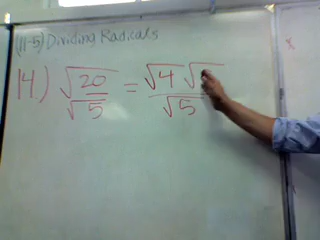 (11-5) Dividing Radicals
14) √20/√5 = √4 √/√5
x